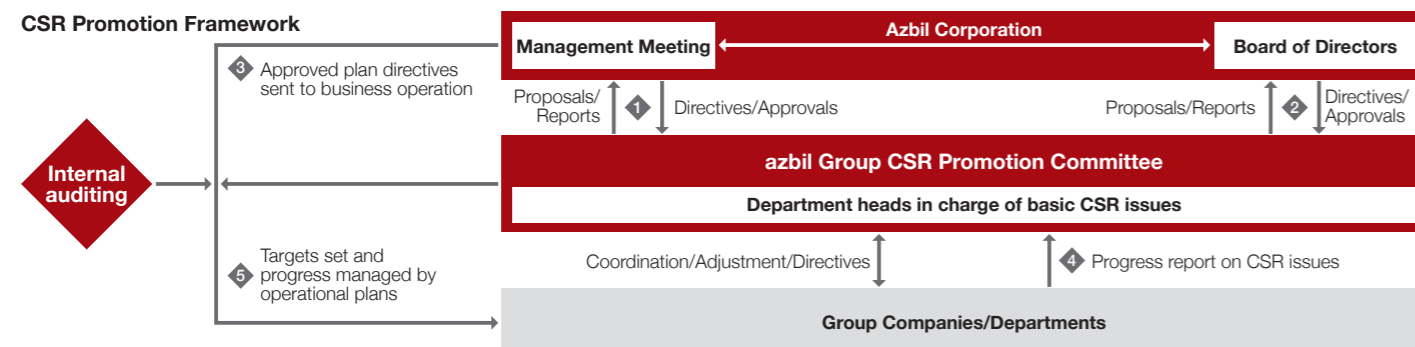 CSR Promotion Framework
Azbil Corporation
Management Meeting
Board of Directors
3 Approved plan directives
sent to business operation
Proposals/
Reports
1
Directives/Approvals
Proposals/Reports
2
Directives/
Approvals
Internal
auditing
azbil Group CSR Promotion Committee
Department heads in charge of basic CSR issues
5 Targets set and
progress managed by
operational plans
Coordination/Adjustment/Directives
4 Progress report on CSR issues
Group Companies/Departments